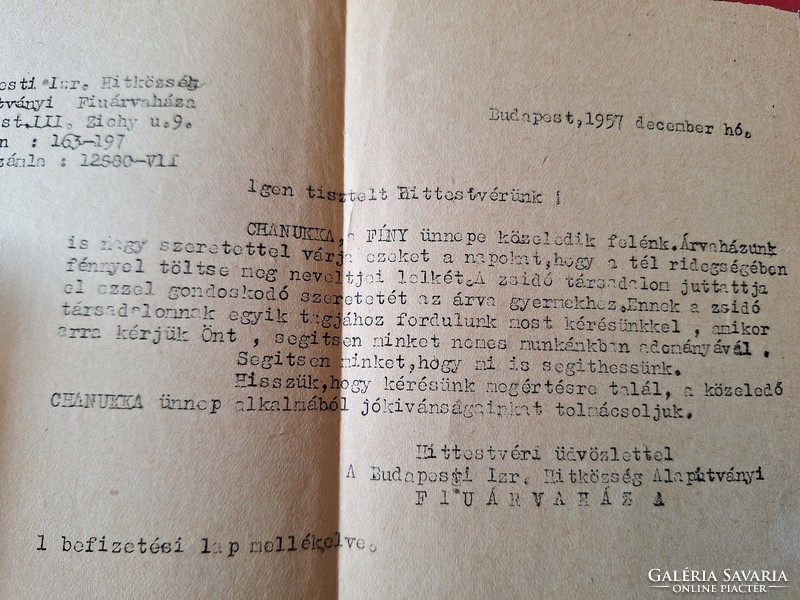 osti Izr. Hitközség
tványi Fiuárvaháza
st.III. Zichy u.9.
n : 163-197
zánla : 12880-VII
Budapest,1957 december hó.
Igen tisztelt Hittestvérünk !
CHANUKKA,a FÍNY ünnepe közeledik felénk.Árvaházunk
is nagy szeretettel várja ezeket a napokat,hogy a tél ridegségében
fénnyel töltse meg neveltjei lelkét.A zsidó társadalom juttattja
el ezzel gondoskodó szeretetét az árva gyermekhez.Ennek a zsidó
társadalomnak egyik tagjához fordulunk most kérésünkkel , amikor
arra kérjük Önt , segitsen minket nemes munkánkban adományával .
Segitsen minket,hogy mi is segithessünk.
Hisszük,hogy kérésünk megértésre talál, a közeledő
CHANUKKA ünnep alkalmából jókivánságainkat tolmácsoljuk.
Hittestvéri üdvözlettel
A Budapesti Izr. Hitközség Alapítványi
F I U Á R V A H Á Z A
1 befizetési lap mellékelve.
GALÉRIA SAVARIA
ONLINE PIACTÉR